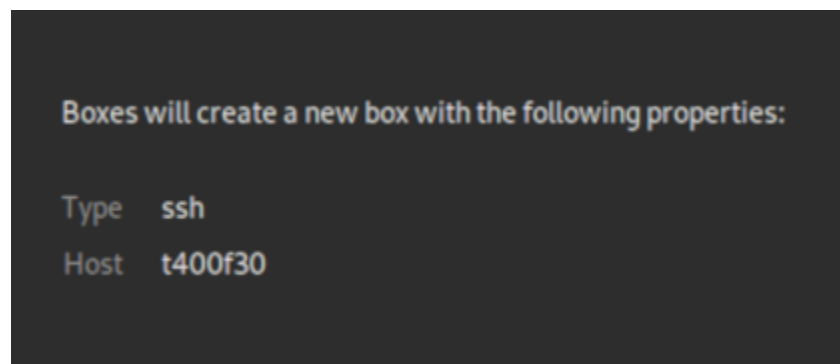 Boxes will create a new box with the following properties:
Type ssh
Host t400f30